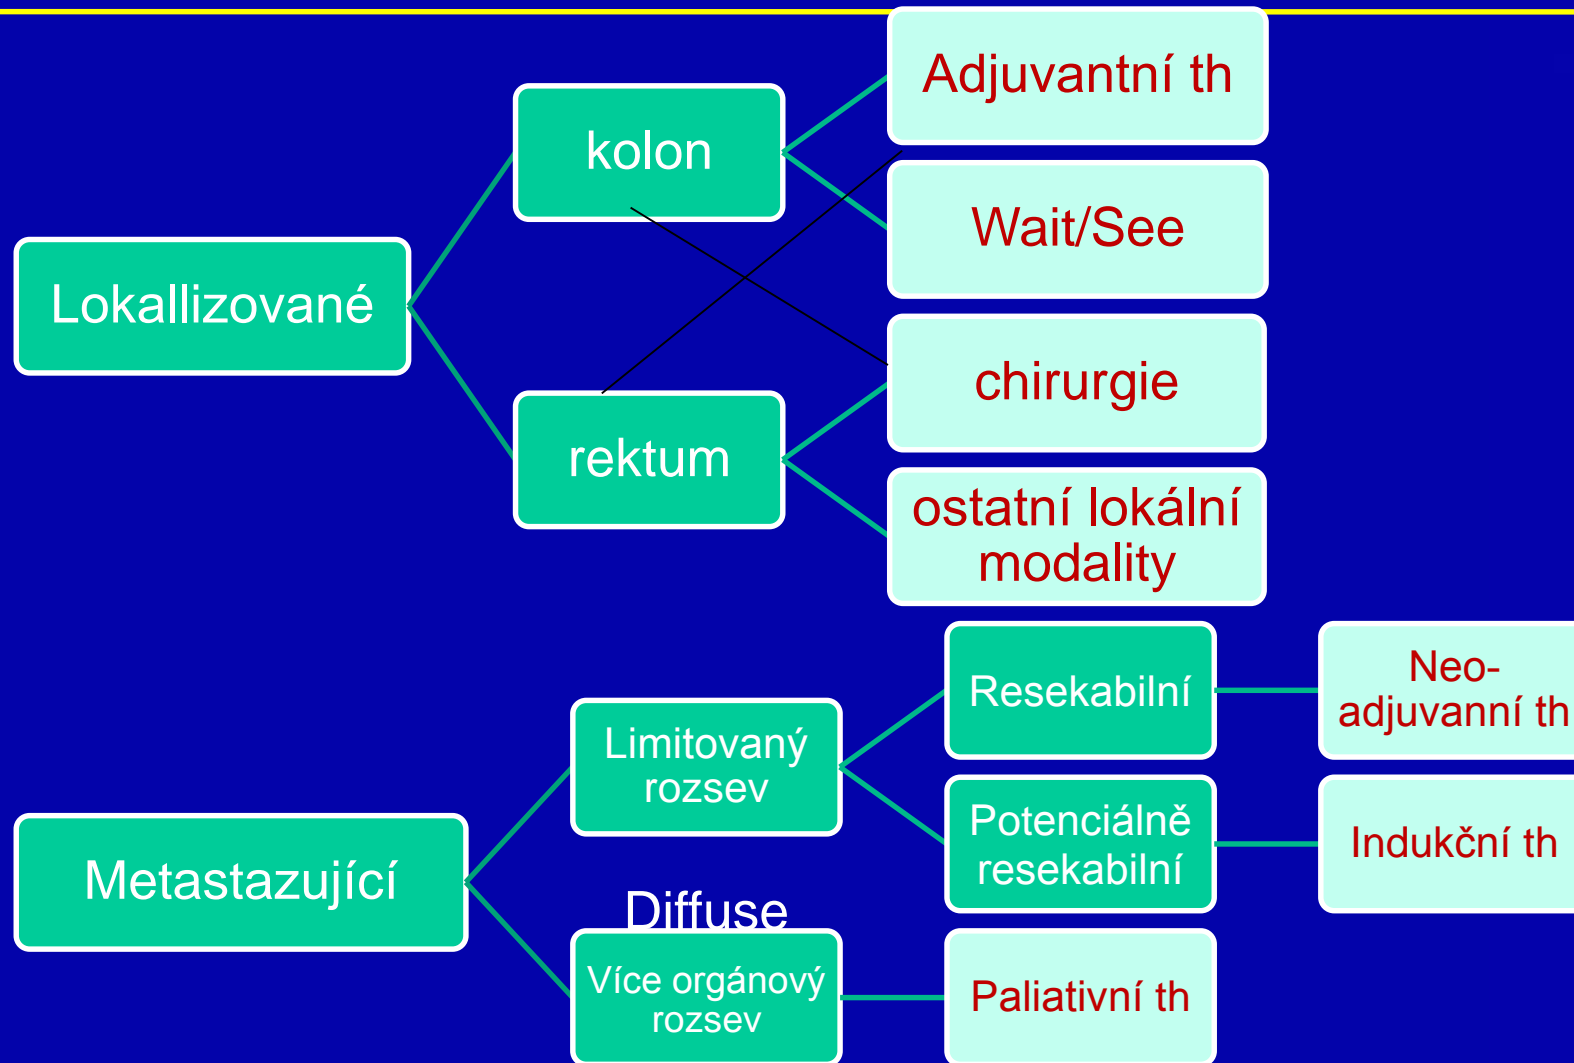 Adjuvantní th
kolon
Wait/See
Lokallizované
chirurgie
rektum
ostatní lokální
modality
Resekabilní
Neo-
adjuvanní th
Limitovaný
rozsev
Potenciálně
resekabilní
Indukční th
Metastazující
Diffuse
Více orgánový
rozsev
Paliativní th